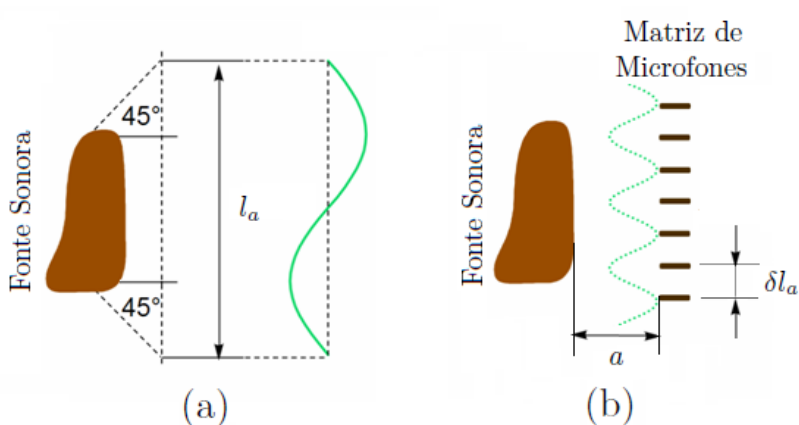 Fonte Sonora
45°
45°
l_a
(a)
Matriz de
Microfones
Fonte Sonora
δl_a
a
(b)